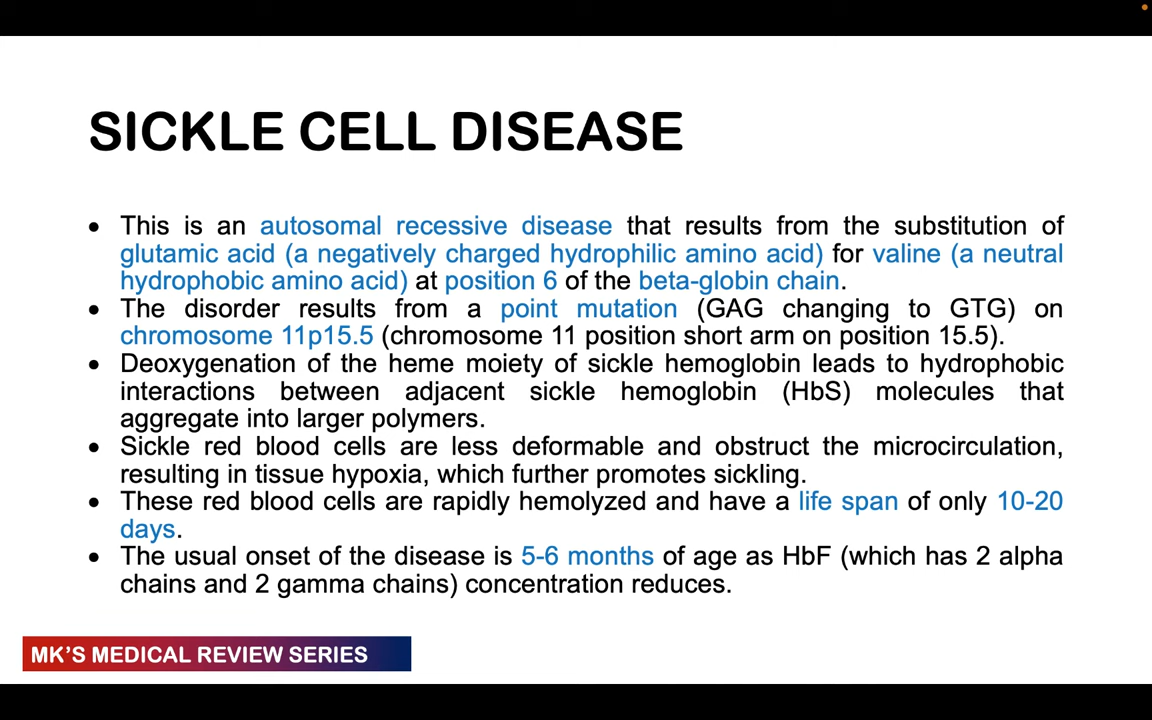 SICKLE CELL DISEASE
• This is an autosomal recessive disease that results from the substitution of
glutamic acid (a negatively charged hydrophilic amino acid) for valine (a neutral
hydrophobic amino acid) at position 6 of the beta-globin chain.
• The disorder results from a point mutation (GAG changing to GTG) on
chromosome 11p15.5 (chromosome 11 position short arm on position 15.5).
• Deoxygenation of the heme moiety of sickle hemoglobin leads to hydrophobic
interactions between adjacent sickle hemoglobin (HbS) molecules that
aggregate into larger polymers.
• Sickle red blood cells are less deformable and obstruct the microcirculation,
resulting in tissue hypoxia, which further promotes sickling.
• These red blood cells are rapidly hemolyzed and have a life span of only 10-20
days.
• The usual onset of the disease is 5-6 months of age as HbF (which has 2 alpha
chains and 2 gamma chains) concentration reduces.
MK'S MEDICAL REVIEW SERIES